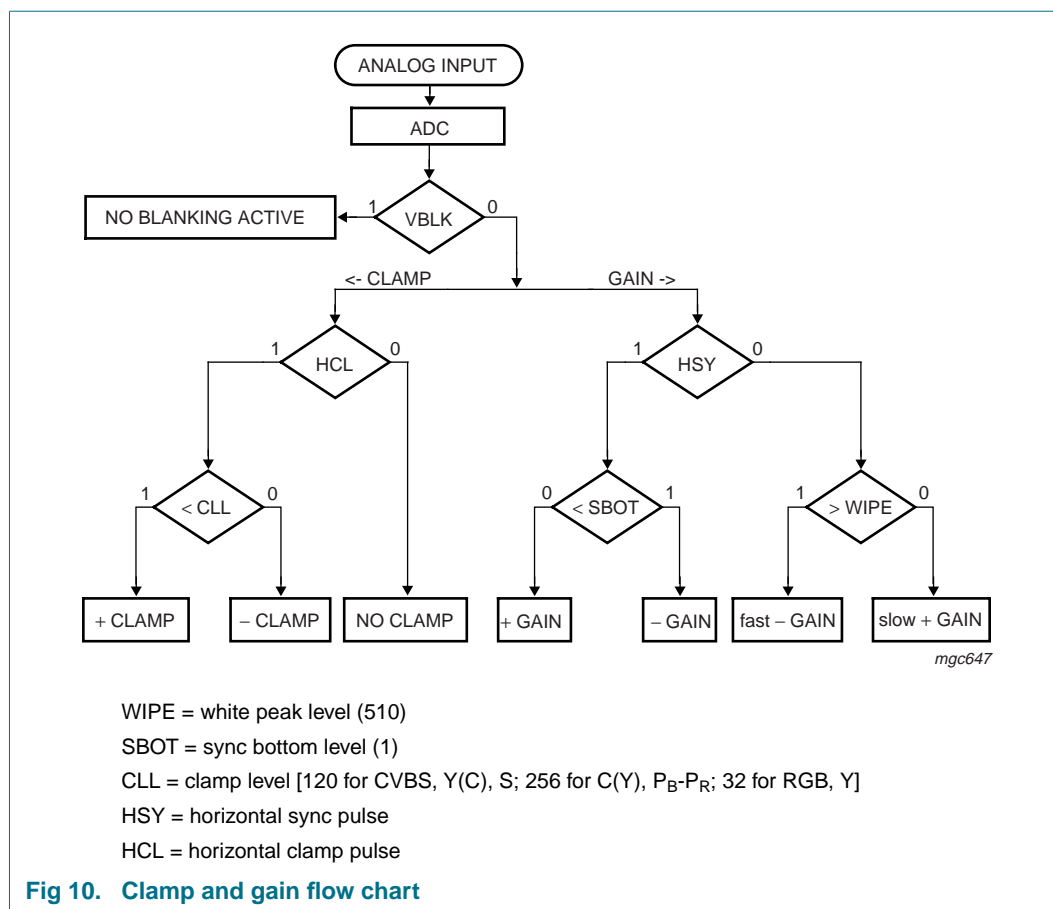 ANALOG INPUT
ADC
1 VBLK 0
NO BLANKING ACTIVE
<- CLAMP GAIN ->
1 HCL 0
1 HSY 0
1 < CLL 0
0 < SBOT 1
1 > WIPE 0
+ CLAMP
− CLAMP
NO CLAMP
+ GAIN
− GAIN
fast − GAIN
slow + GAIN
mgc647
WIPE = white peak level (510)
SBOT = sync bottom level (1)
CLL = clamp level [120 for CVBS, Y(C), S; 256 for C(Y), PB-PR; 32 for RGB, Y]
HSY = horizontal sync pulse
HCL = horizontal clamp pulse
Fig 10. Clamp and gain flow chart